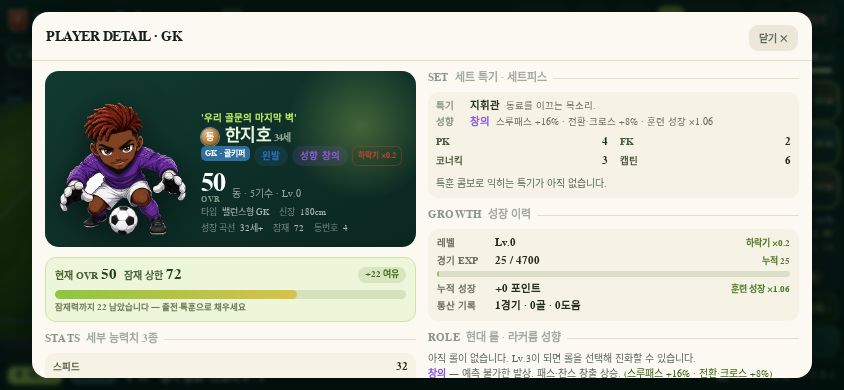 PLAYER DETAIL · GK
닫기 ✕
'우리 골문의 마지막 벽'
동 한지호 34세
GK · 골키퍼 왼발 성향 창의 하락기 ×0.2
50
OVR
동 · 5기수 · Lv.0
타입 밸런스형 GK 신장 180cm
성장 곡선 32세+ 잠재 72 등번호 4
현재 OVR 50 잠재 상한 72
+22 여유
잠재력까지 22 남았습니다 — 출전·특훈으로 채우세요
STATS 세부 능력치 3종
스피드 32
SET 세트 특기 · 세트피스
특기 지휘관 동료를 이끄는 목소리.
성향 창의 스루패스 +16% · 전환·크로스 +8% · 훈련 성장 ×1.06
PK 4 FK 2
코너킥 3 캡틴 6
특훈 콤보로 익히는 특기가 아직 없습니다.
GROWTH 성장 이력
레벨 Lv.0 하락기 ×0.2
경기 EXP 25 / 4700 누적 25
누적 성장 +0 포인트 훈련 성장 ×1.06
통산 기록 1경기 · 0골 · 0도움
ROLE 현대 롤 · 라커룸 성향
아직 롤이 없습니다. Lv.3이 되면 롤을 선택해 진화할 수 있습니다.
창의 — 예측 불가한 발상. 패스·찬스 창출 상승. (스루패스 +16% · 전환·크로스 +8%)